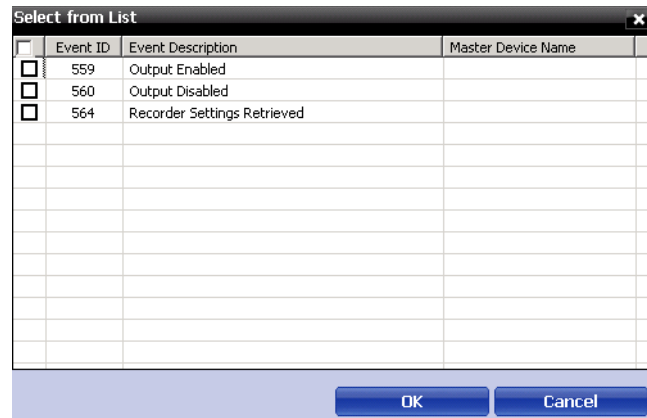 Select from List
Event ID Event Description Master Device Name
559 Output Enabled
560 Output Disabled
564 Recorder Settings Retrieved
OK Cancel